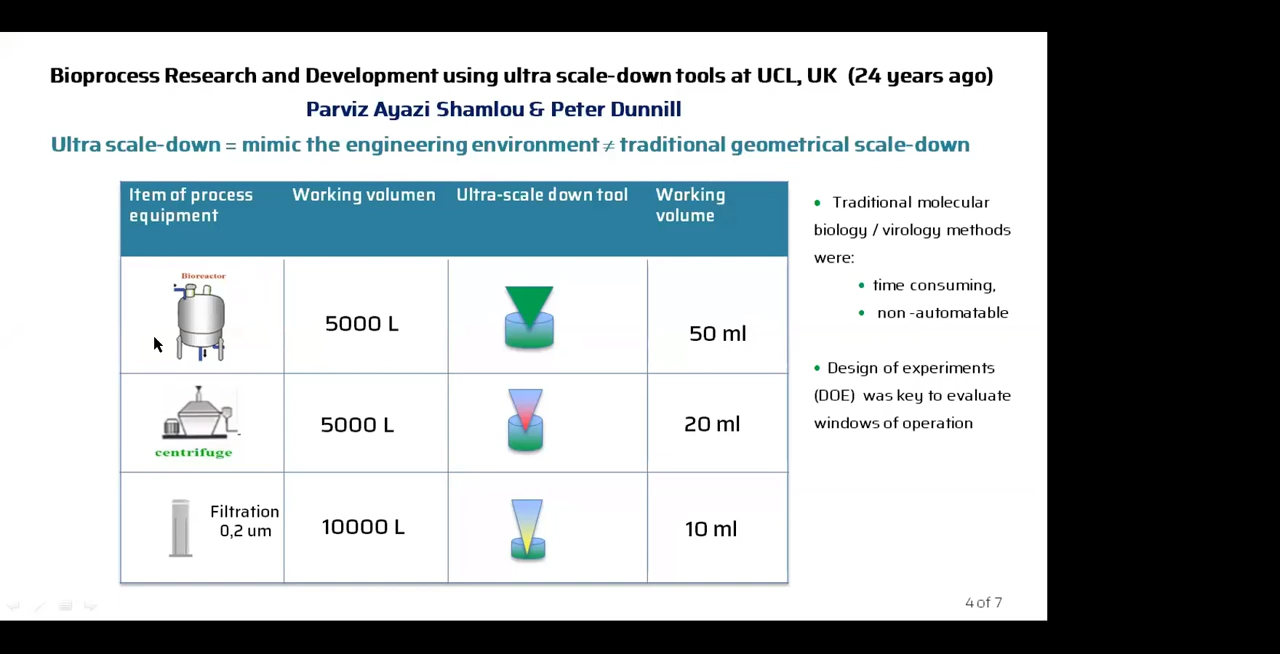 Bioprocess Research and Development using ultra scale-down tools at UCL, UK (24 years ago)
Parviz Ayazi Shamlou & Peter Dunnill
Ultra scale-down = mimic the engineering environment ≠ traditional geometrical scale-down
Item of process
equipment
Working volumen
Ultra-scale down tool
Working
volume
Bioreactor
5000 L
50 ml
centrifuge
5000 L
20 ml
Filtration
0,2 um
10000 L
10 ml
• Traditional molecular
biology / virology methods
were:
• time consuming,
• non -automatable
• Design of experiments
(DOE) was key to evaluate
windows of operation
4 of 7